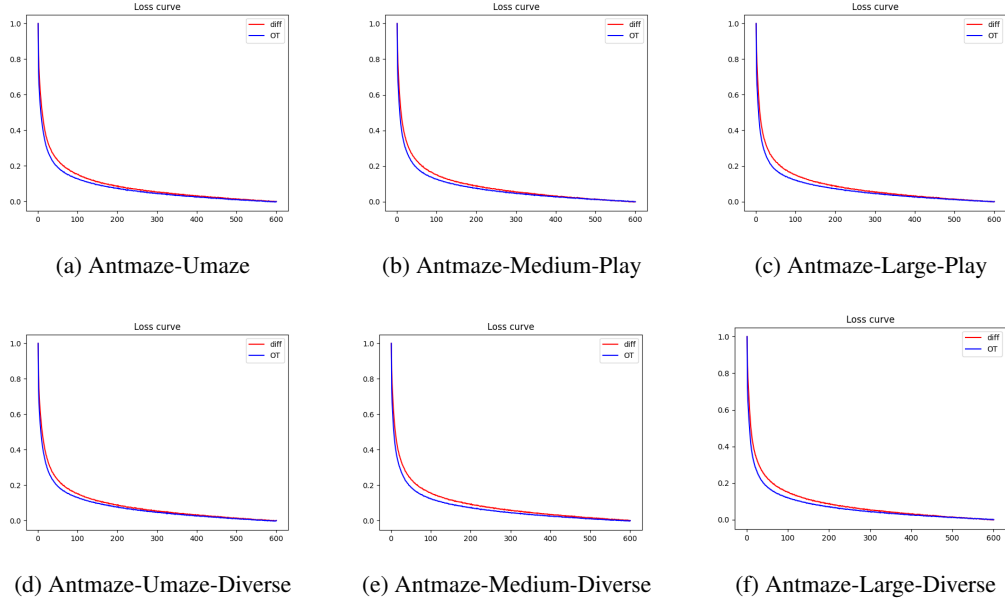 Loss curve
Loss curve
Loss curve
diff
OT
diff
OT
diff
OT
1.0
0.8
0.6
0.4
0.2
0.0
1.0
0.8
0.6
0.4
0.2
0.0
1.0
0.8
0.6
0.4
0.2
0.0
0 100 200 300 400 500 600
0 100 200 300 400 500 600
0 100 200 300 400 500 600
(a) Antmaze-Umaze
(b) Antmaze-Medium-Play
(c) Antmaze-Large-Play
Loss curve
Loss curve
Loss curve
diff
OT
diff
OT
diff
OT
1.0
0.8
0.6
0.4
0.2
0.0
1.0
0.8
0.6
0.4
0.2
0.0
1.0
0.8
0.6
0.4
0.2
0.0
0 100 200 300 400 500 600
0 100 200 300 400 500 600
0 100 200 300 400 500 600
(d) Antmaze-Umaze-Diverse
(e) Antmaze-Medium-Diverse
(f) Antmaze-Large-Diverse